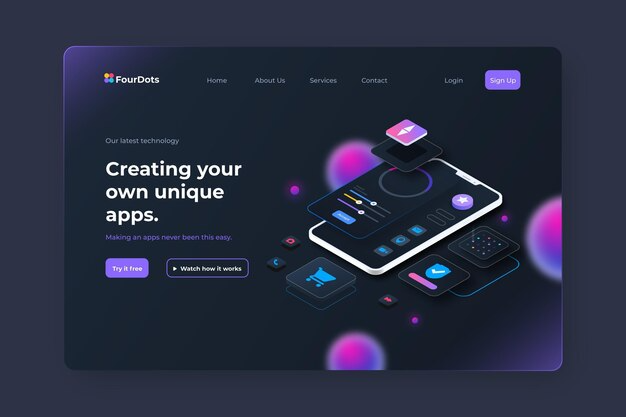 FourDots
Home About Us Services Contact Login Sign Up
Our latest technology
Creating your
own unique
apps.
Making an apps never been this easy.
Try it free
Watch how it works